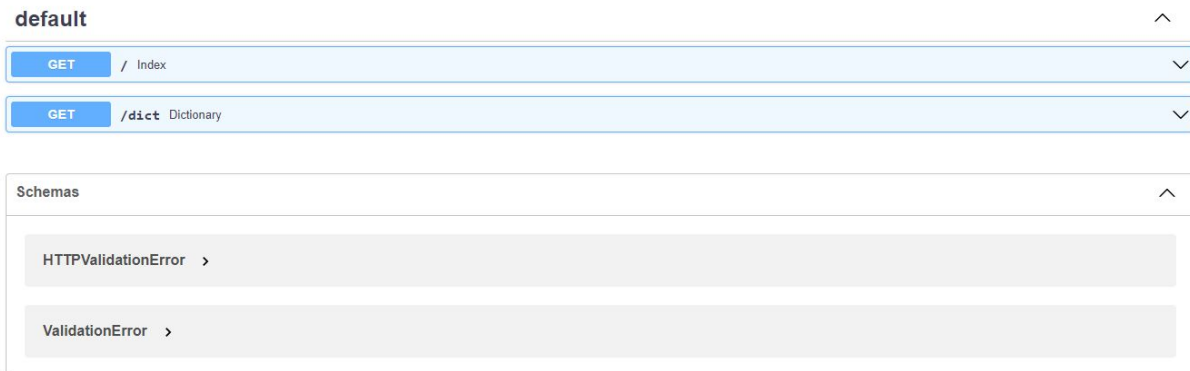 default
GET / Index
GET /dict Dictionary
Schemas
HTTPValidationError
ValidationError